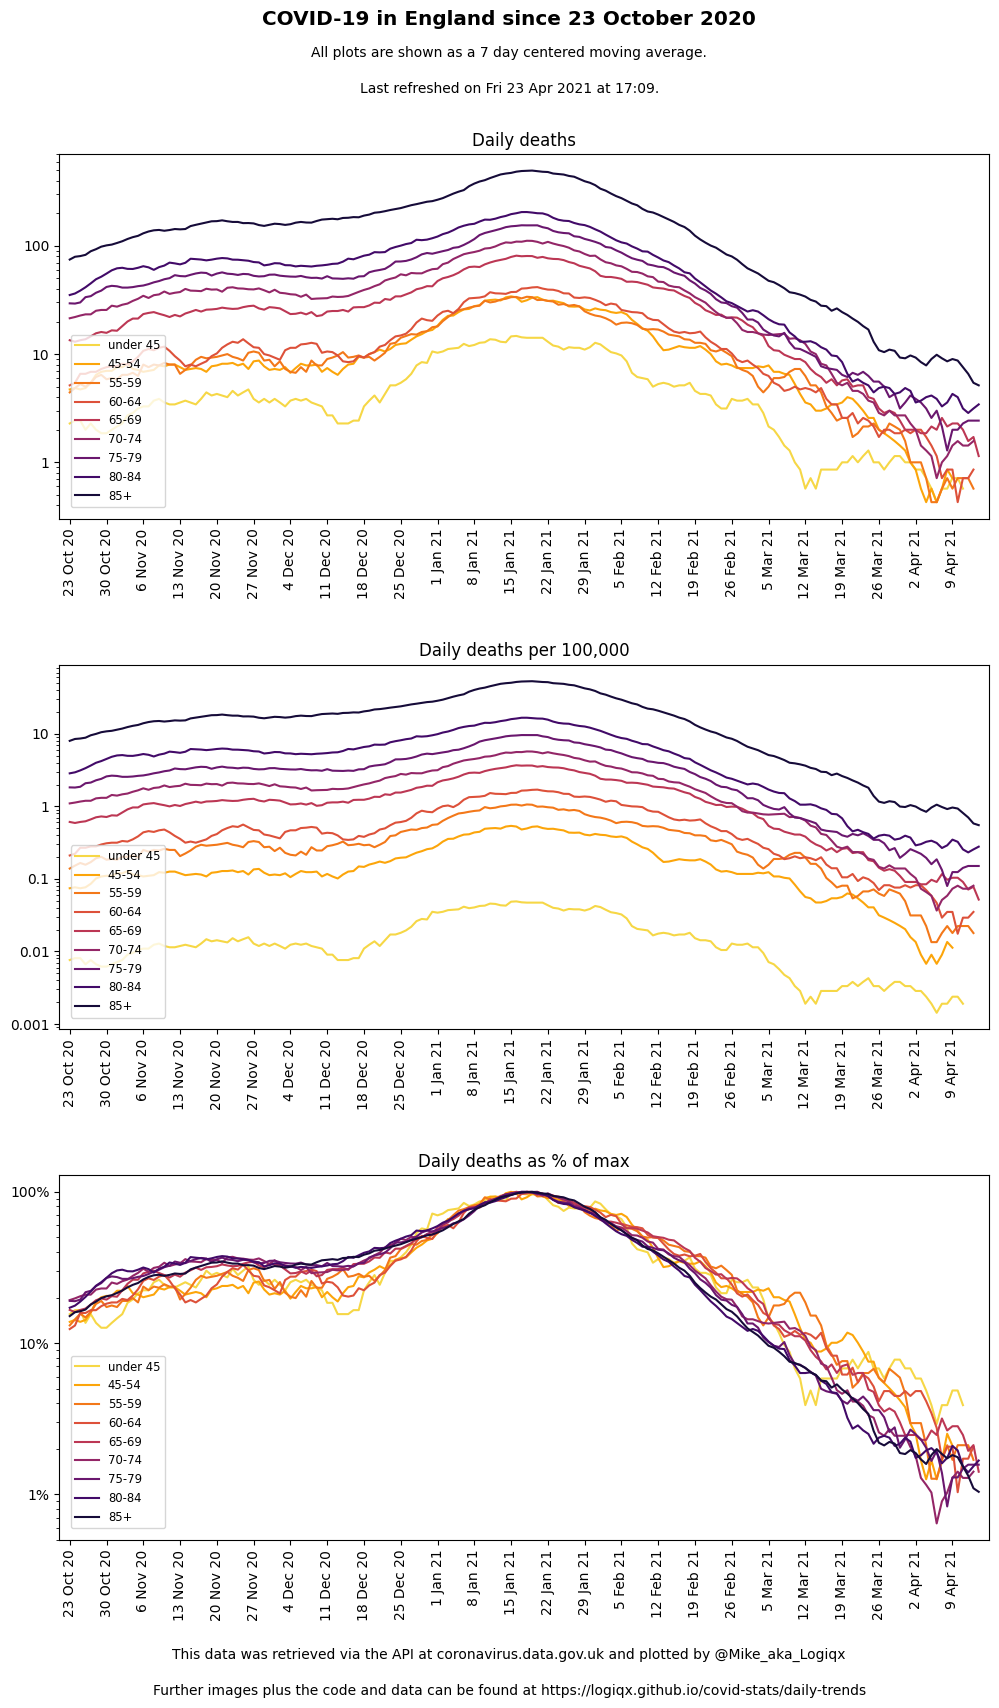 COVID-19 in England since 23 October 2020
All plots are shown as a 7 day centered moving average.
Last refreshed on Fri 23 Apr 2021 at 17:09.
Daily deaths
100
10
1
under 45
45-54
55-59
60-64
65-69
70-74
75-79
80-84
85+
23 Oct 20
30 Oct 20
6 Nov 20
13 Nov 20
20 Nov 20
27 Nov 20
4 Dec 20
11 Dec 20
18 Dec 20
25 Dec 20
1 Jan 21
8 Jan 21
15 Jan 21
22 Jan 21
29 Jan 21
5 Feb 21
12 Feb 21
19 Feb 21
26 Feb 21
5 Mar 21
12 Mar 21
19 Mar 21
26 Mar 21
2 Apr 21
9 Apr 21
Daily deaths per 100,000
10
1
0.1
0.01
0.001
under 45
45-54
55-59
60-64
65-69
70-74
75-79
80-84
85+
23 Oct 20
30 Oct 20
6 Nov 20
13 Nov 20
20 Nov 20
27 Nov 20
4 Dec 20
11 Dec 20
18 Dec 20
25 Dec 20
1 Jan 21
8 Jan 21
15 Jan 21
22 Jan 21
29 Jan 21
5 Feb 21
12 Feb 21
19 Feb 21
26 Feb 21
5 Mar 21
12 Mar 21
19 Mar 21
26 Mar 21
2 Apr 21
9 Apr 21
Daily deaths as % of max
100%
10%
1%
under 45
45-54
55-59
60-64
65-69
70-74
75-79
80-84
85+
23 Oct 20
30 Oct 20
6 Nov 20
13 Nov 20
20 Nov 20
27 Nov 20
4 Dec 20
11 Dec 20
18 Dec 20
25 Dec 20
1 Jan 21
8 Jan 21
15 Jan 21
22 Jan 21
29 Jan 21
5 Feb 21
12 Feb 21
19 Feb 21
26 Feb 21
5 Mar 21
12 Mar 21
19 Mar 21
26 Mar 21
2 Apr 21
9 Apr 21
This data was retrieved via the API at coronavirus.data.gov.uk and plotted by @Mike_aka_Logiqx
Further images plus the code and data can be found at https://logiqx.github.io/covid-stats/daily-trends